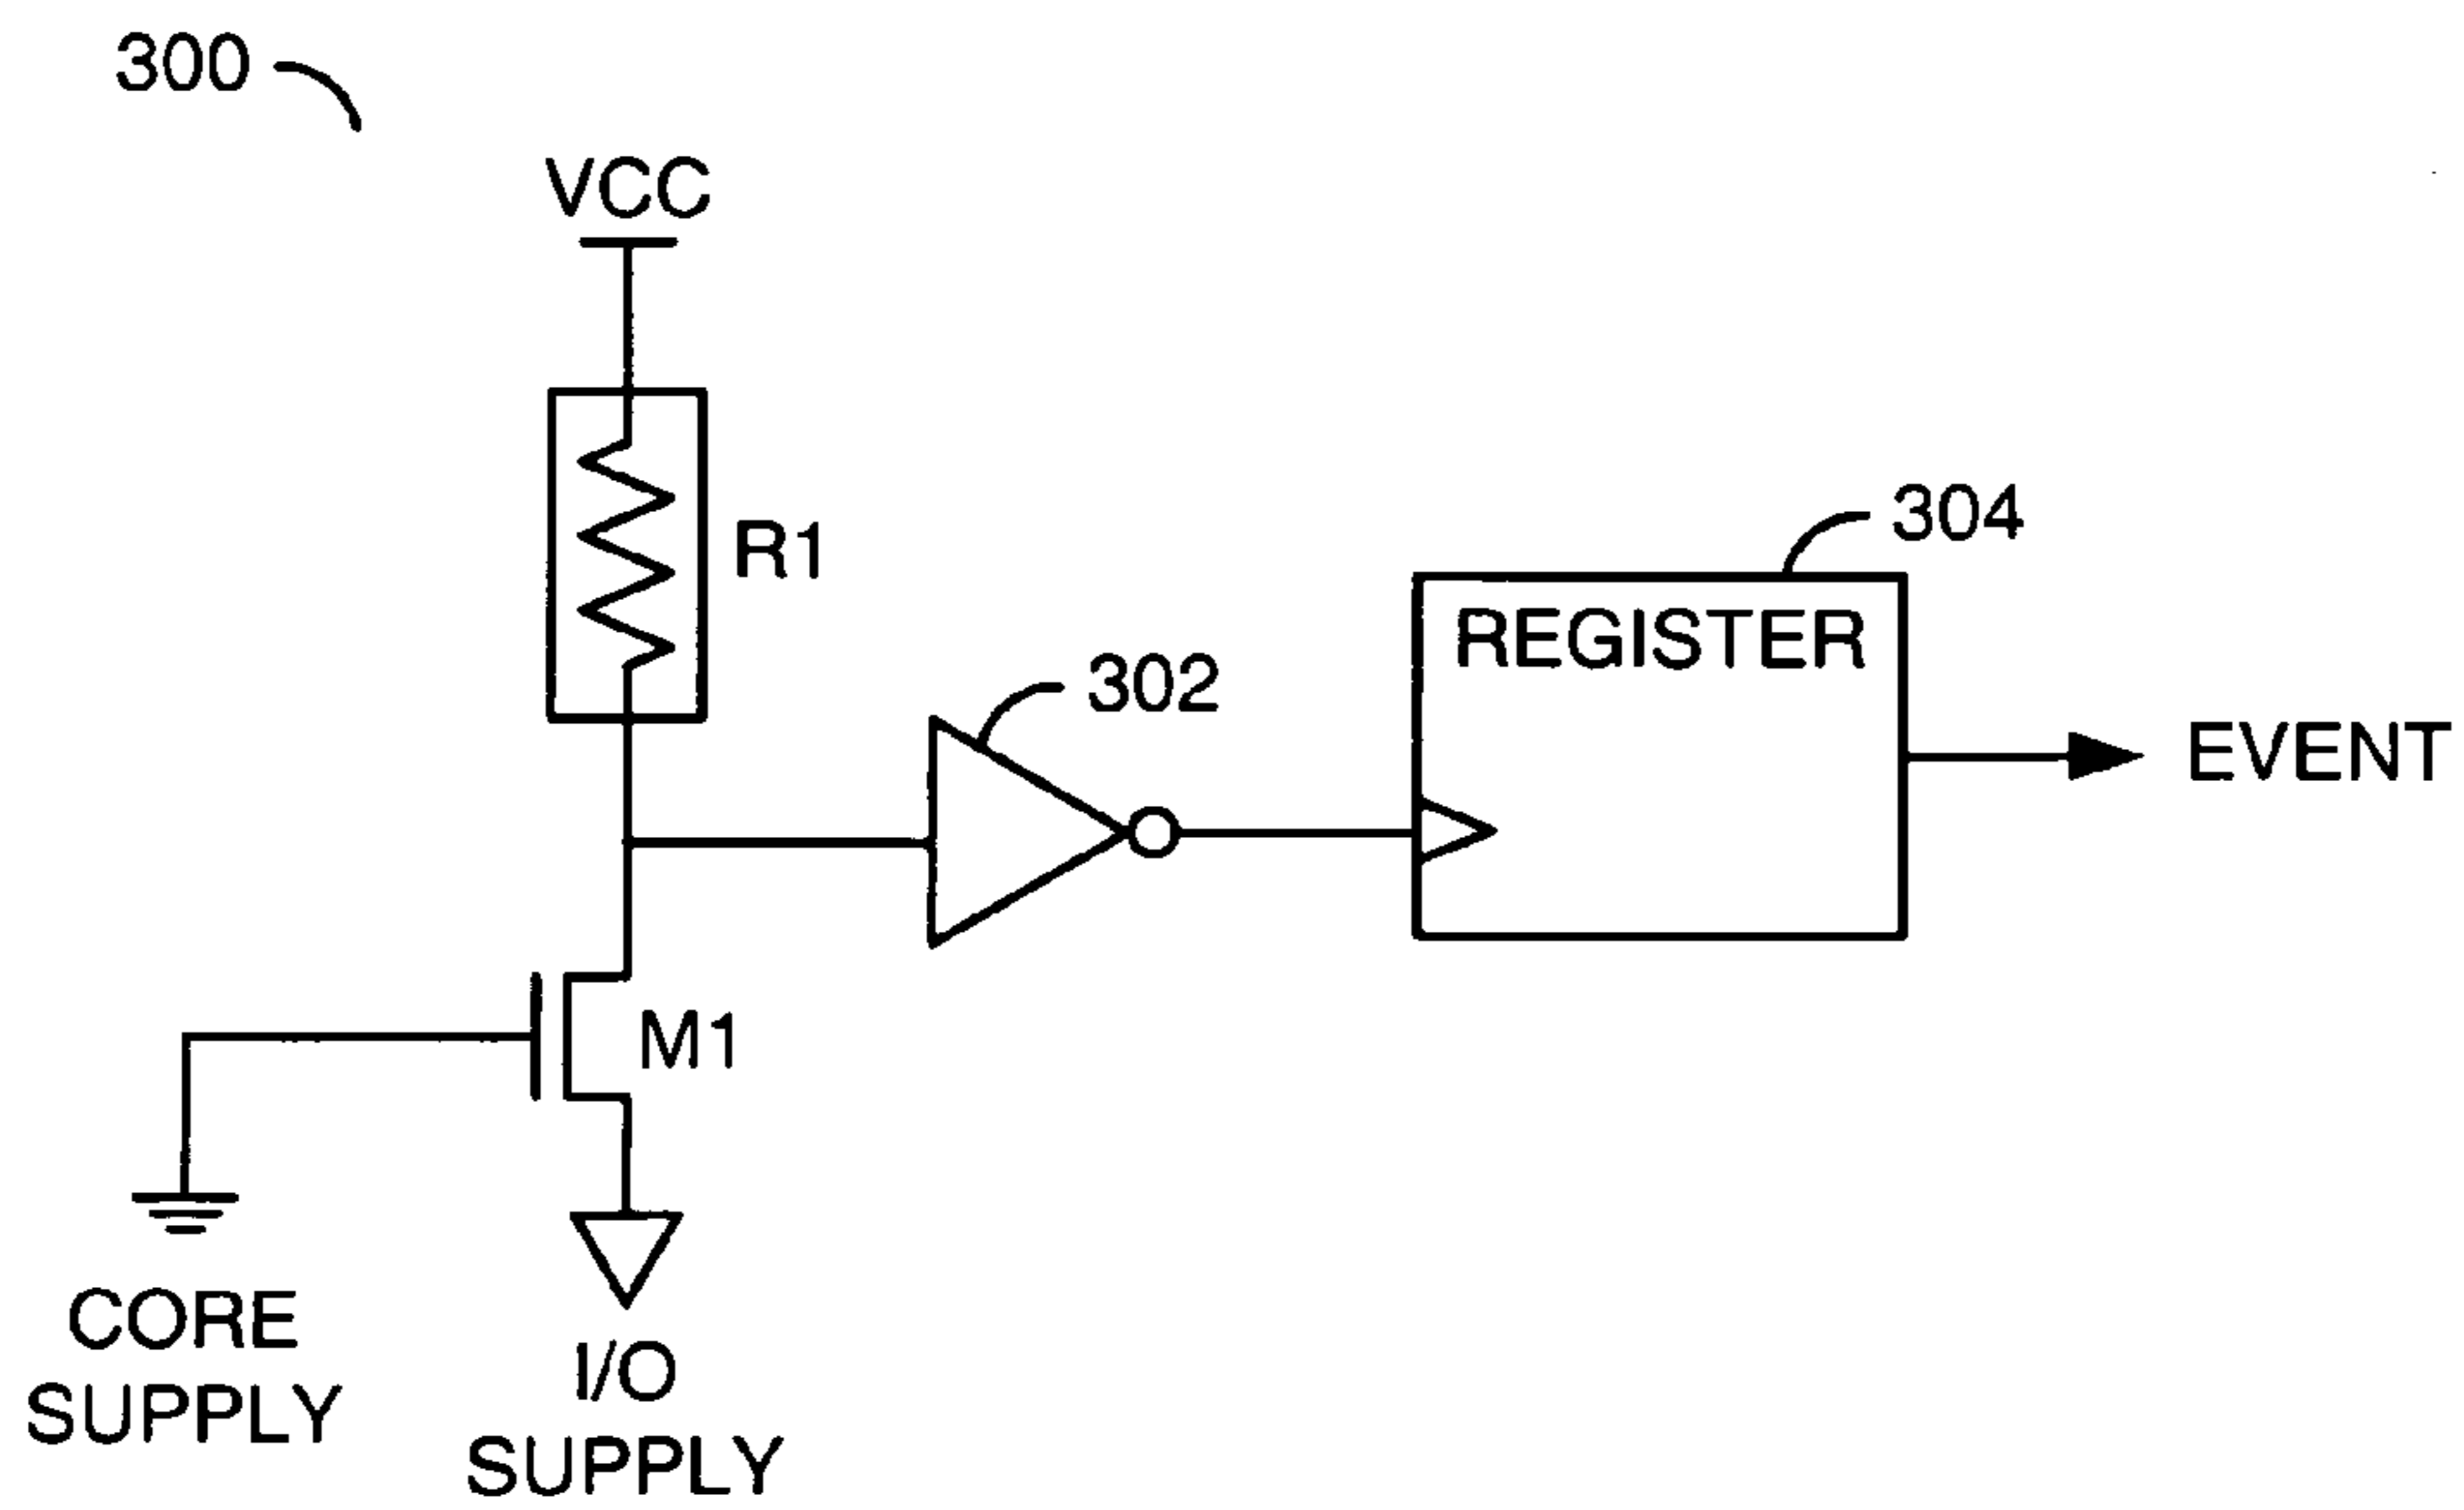 300
VCC
R1
304
REGISTER
302
EVENT
M1
CORE
SUPPLY
I/O
SUPPLY